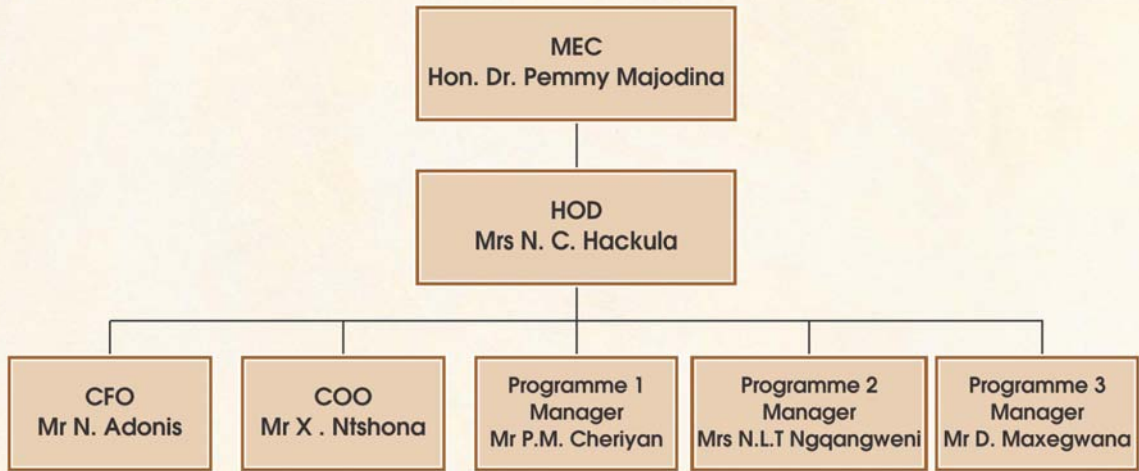 MEC
Hon. Dr. Pemmy Majodina
HOD
Mrs N. C. Hackula
CFO
Mr N. Adonis
COO
Mr X . Ntshona
Programme 1
Manager
Mr P.M. Cheriyan
Programme 2
Manager
Mrs N.L.T Ngqangweni
Programme 3
Manager
Mr D. Maxegwana